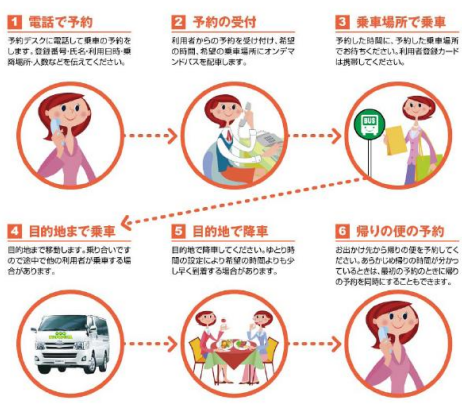 1 電話で予約
予約デスクに電話して乗車の予約を
します。登録番号・氏名・利用日時・乗
降場所・人数などを伝えてください。
2 予約の受付
利用者からの予約を受け付け、希望
の時間、希望の乗車場所にオンデマ
ンドバスを配車します。
3 乗車場所で乗車
予約した時間に、予約した乗車場所
でお待ちください。利用者登録カード
は携帯してください。
BUS
4 目的地まで乗車
目的地まで移動します。乗り合いです
ので途中で他の利用者が乗車する場
合があります。
5 目的地で降車
目的地で降車してください。ゆとり時
間の設定により希望の時間よりも少
し早く到着する場合があります。
6 帰りの便の予約
お出かけ先から帰りの便を予約してく
ださい。あらかじめ帰りの時間が分かっ
ているときは、最初の予約のときに帰り
の予約を同時にすることもできます。